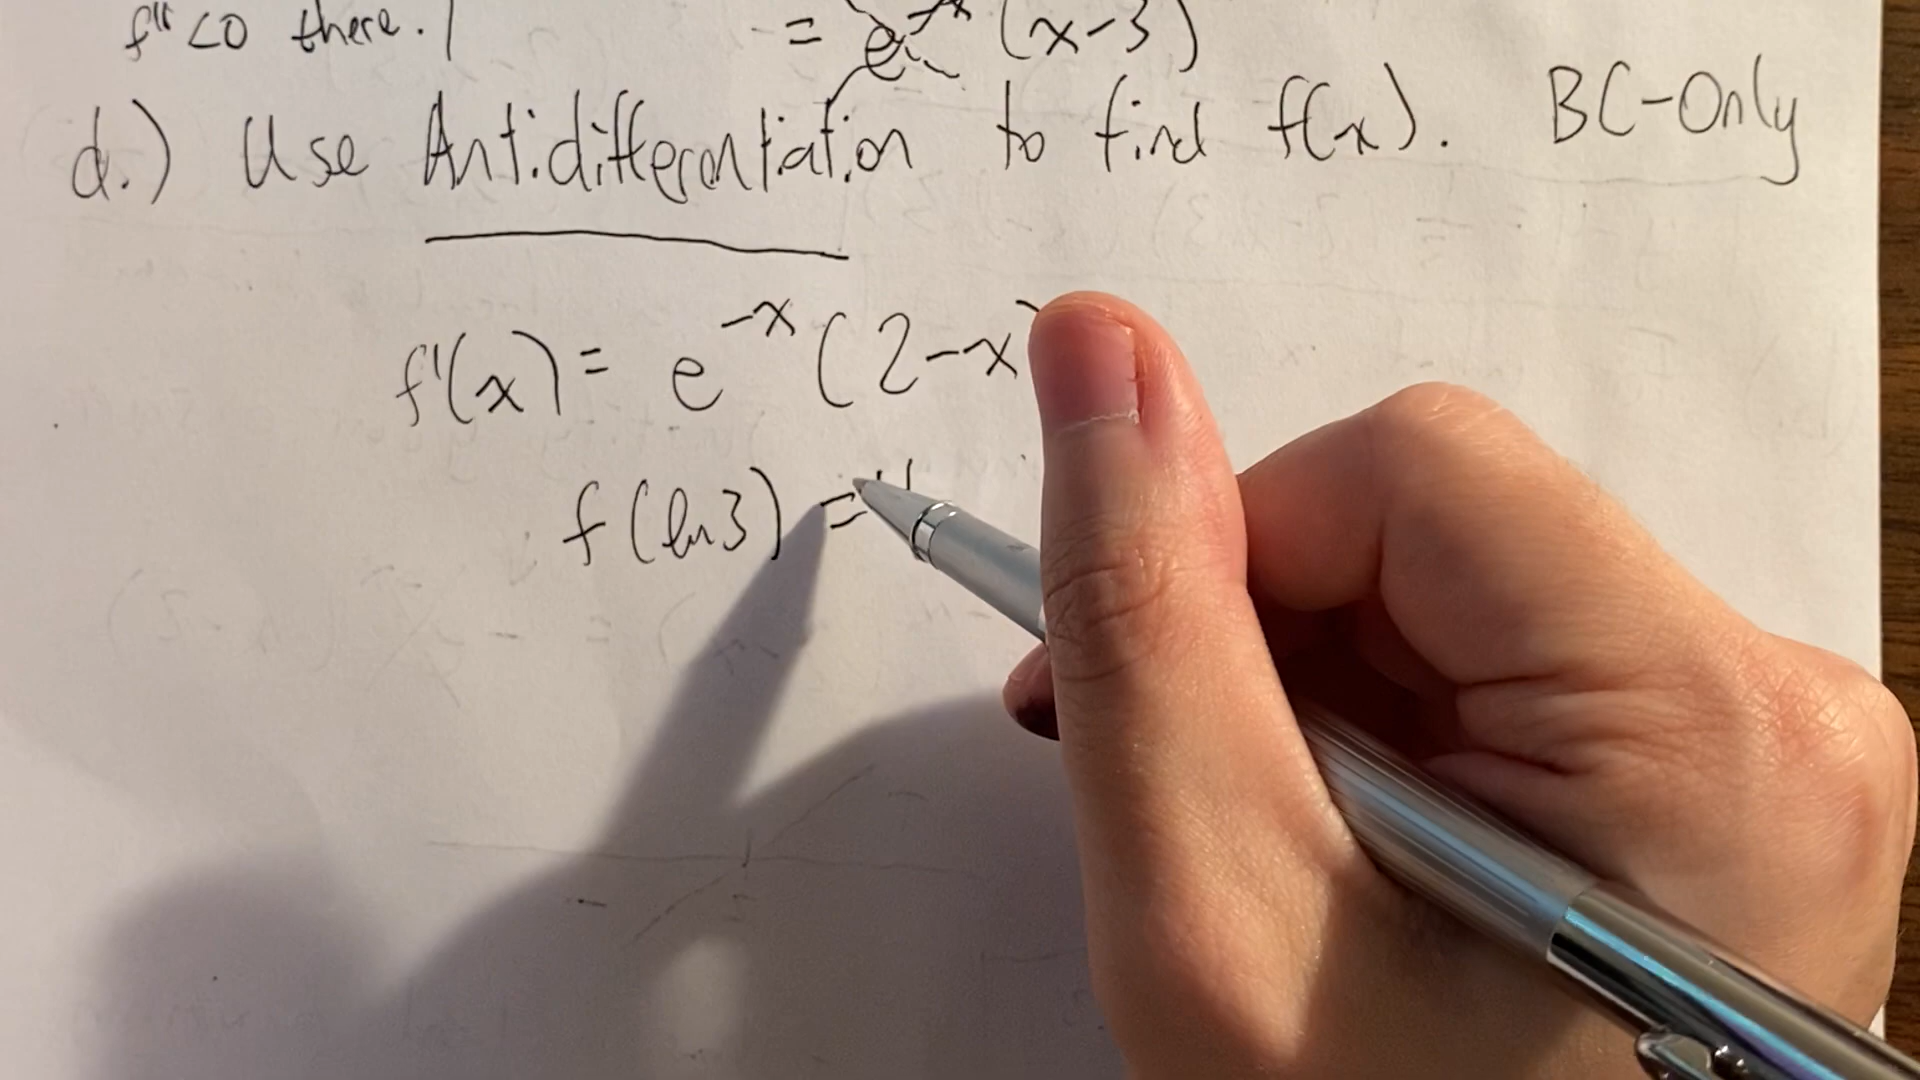 f'' <0 there.
= e^-x (x-3)
d.) Use Antidifferentiation to find f(x). BC-Only
f'(x) = e^-x (2-x)
f(ln3) =